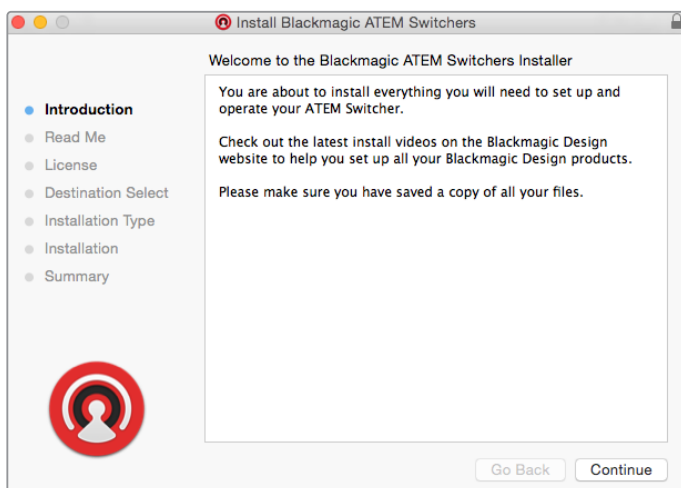 Install Blackmagic ATEM Switchers
Welcome to the Blackmagic ATEM Switchers Installer
Introduction
Read Me
License
Destination Select
Installation Type
Installation
Summary
You are about to install everything you will need to set up and
operate your ATEM Switcher.
Check out the latest install videos on the Blackmagic Design
website to help you set up all your Blackmagic Design products.
Please make sure you have saved a copy of all your files.
Go Back
Continue